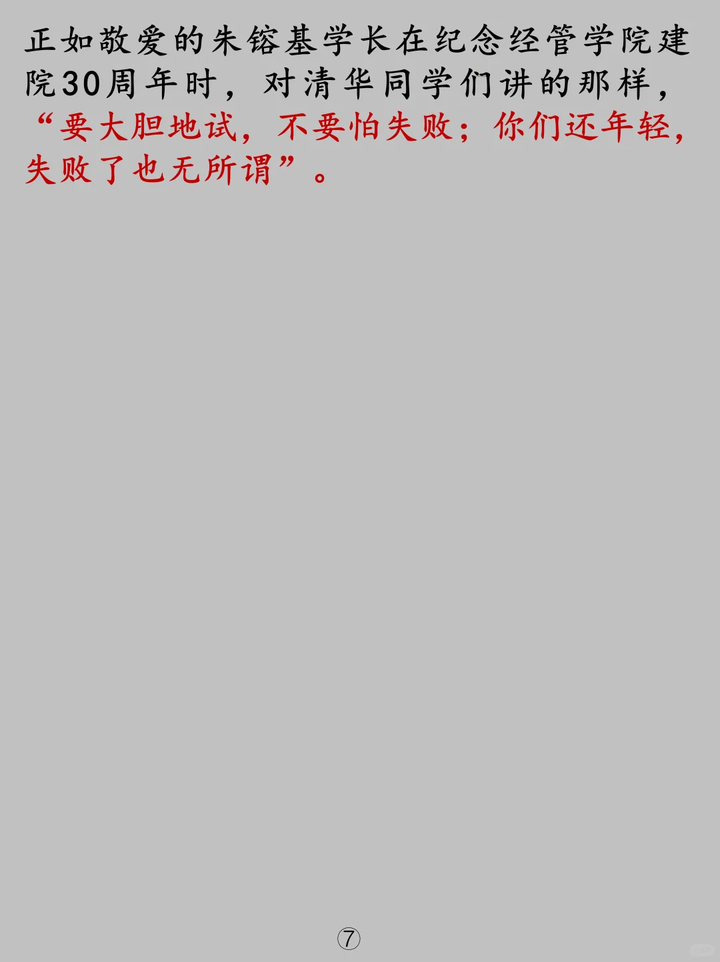 正如敬爱的朱镕基学长在纪念经管学院建
院30周年时，对清华同学们讲的那样，
“要大胆地试，不要怕失败；你们还年轻，
失败了也无所谓”。
⑦